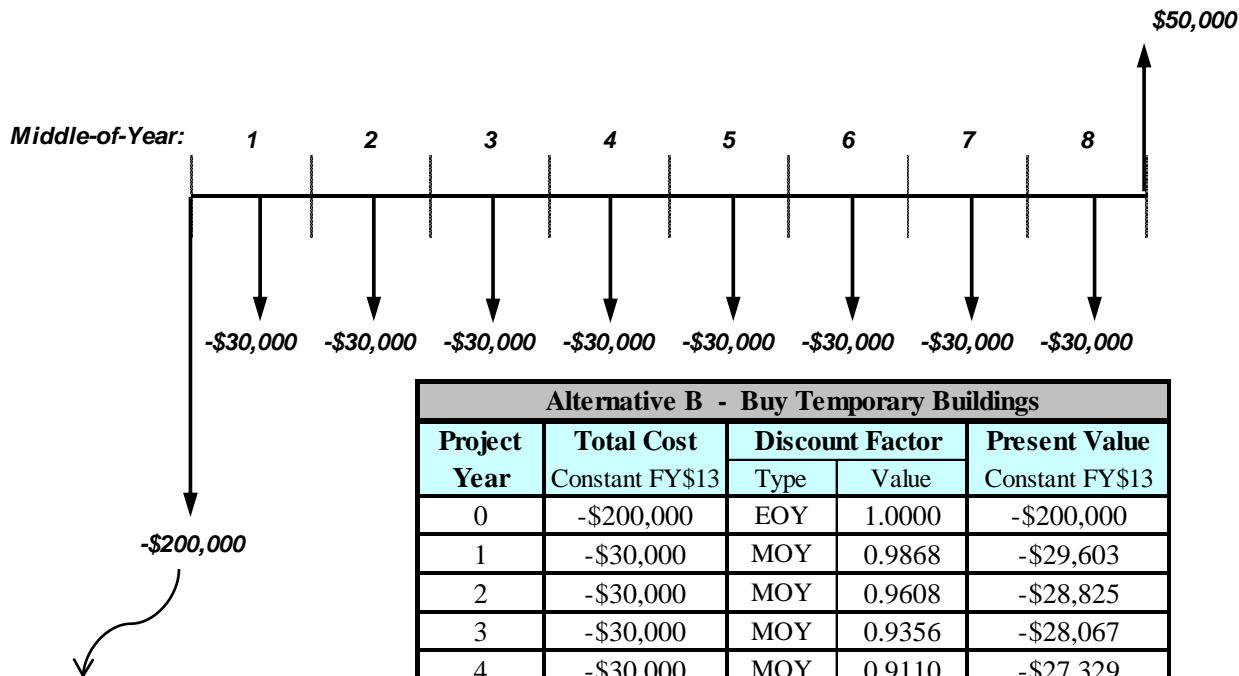 $50,000
Middle-of-Year: 1 2 3 4 5 6 7 8
-$30,000 -$30,000 -$30,000 -$30,000 -$30,000 -$30,000 -$30,000 -$30,000
-$200,000
Alternative B - Buy Temporary Buildings
Project Year Total Cost Constant FY$13 Discount Factor Type Value Present Value Constant FY$13
0 -$200,000 EOY 1.0000 -$200,000
1 -$30,000 MOY 0.9868 -$29,603
2 -$30,000 MOY 0.9608 -$28,825
3 -$30,000 MOY 0.9356 -$28,067
4 -$30,000 MOY 0.9110 -$27,329